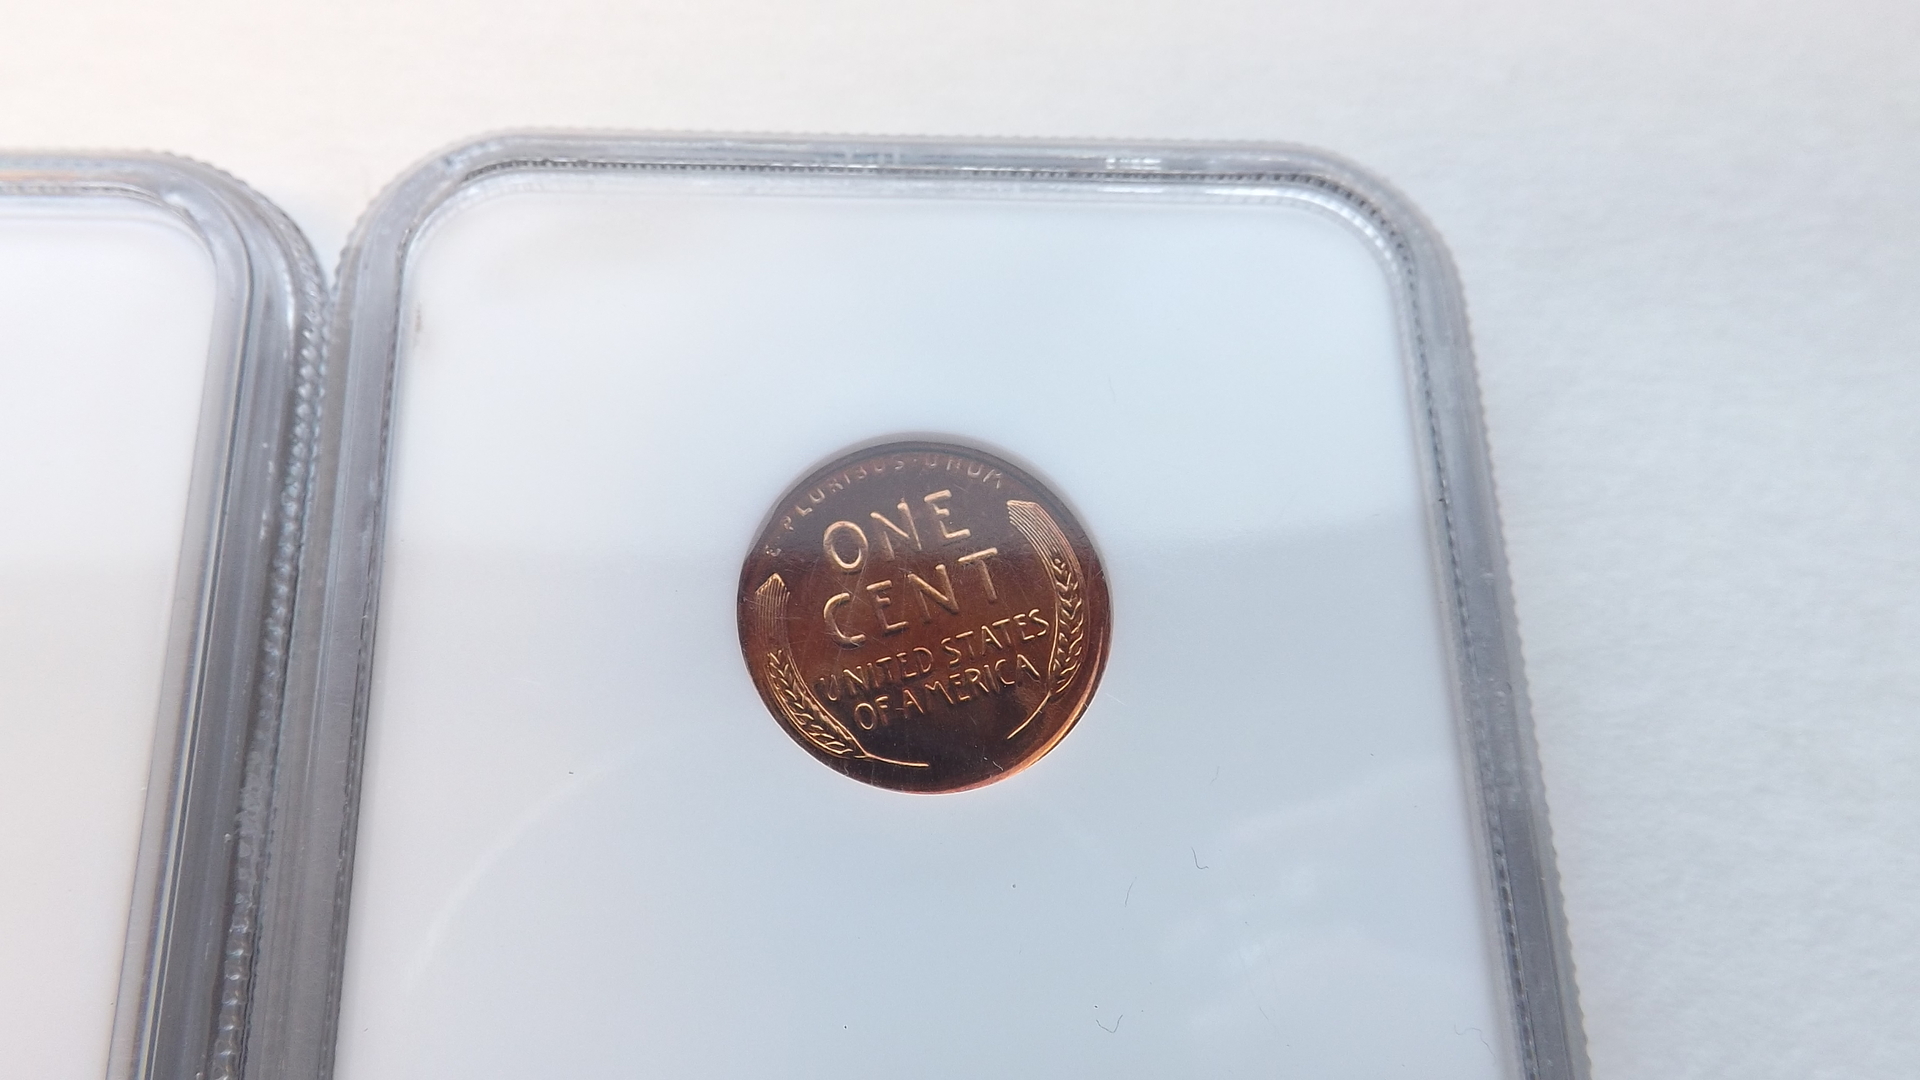 E·PLURIBUS·UNUM
ONE
CENT
UNITED STATES
OF AMERICA